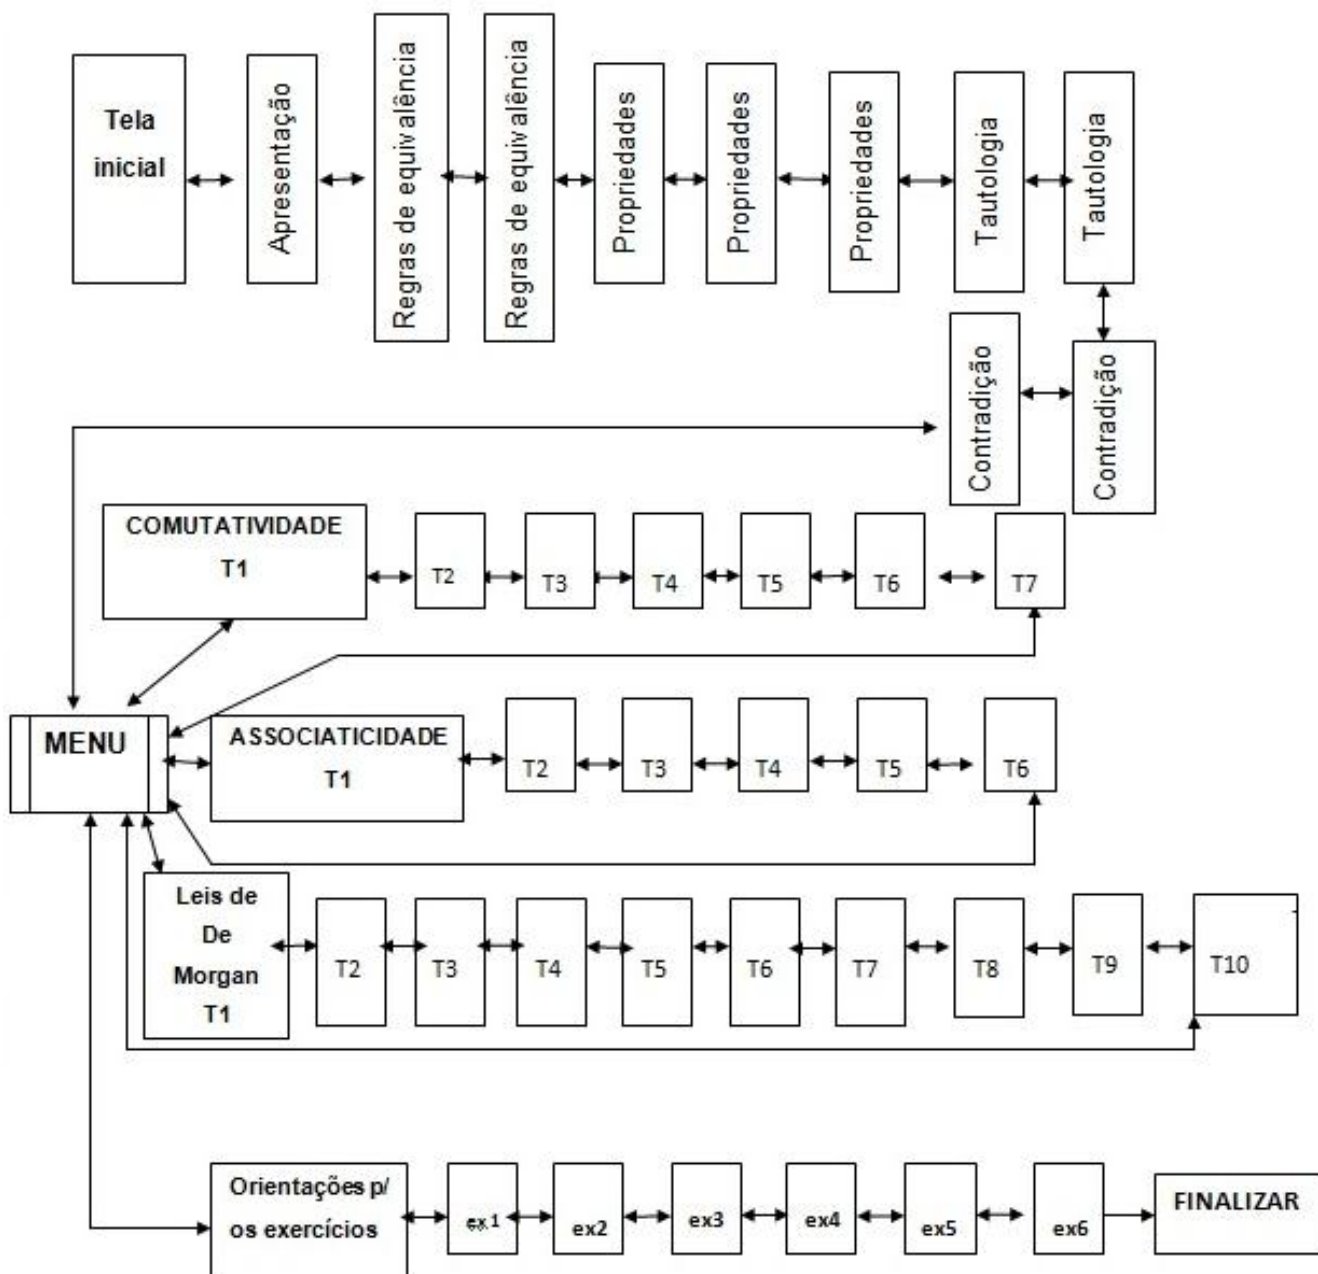 Tela
inicial
Apresentação
Regras de equivalência
Regras de equivalência
Propriedades
Propriedades
Propriedades
Tautologia
Tautologia
Contradição
Contradição
COMUTATIVIDADE
T1
T2
T3
T4
T5
T6
T7
MENU
ASSOCIATICIDADE
T1
T2
T3
T4
T5
T6
Leis de
De
Morgan
T1
T2
T3
T4
T5
T6
T7
T8
T9
T10
Orientações p/
os exercícios
ex1
ex2
ex3
ex4
ex5
ex6
FINALIZAR